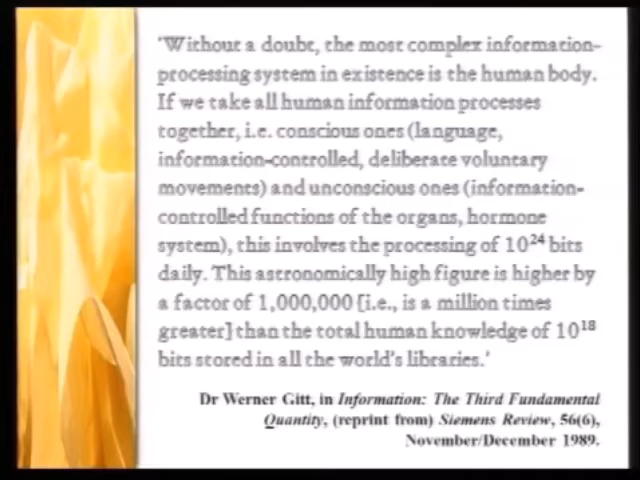 'Without a doubt, the most complex information-
processing system in existence is the human body.
If we take all human information processes
together, i.e. conscious ones (language,
information-controlled, deliberate voluntary
movements) and unconscious ones (information-
controlled functions of the organs, hormone
system), this involves the processing of 10²⁴ bits
daily. This astronomically high figure is higher by
a factor of 1,000,000 [i.e., is a million times
greater] than the total human knowledge of 10¹⁸
bits stored in all the world's libraries.'
Dr Werner Gitt, in Information: The Third Fundamental
Quantity, (reprint from) Siemens Review, 56(6),
November/December 1989.